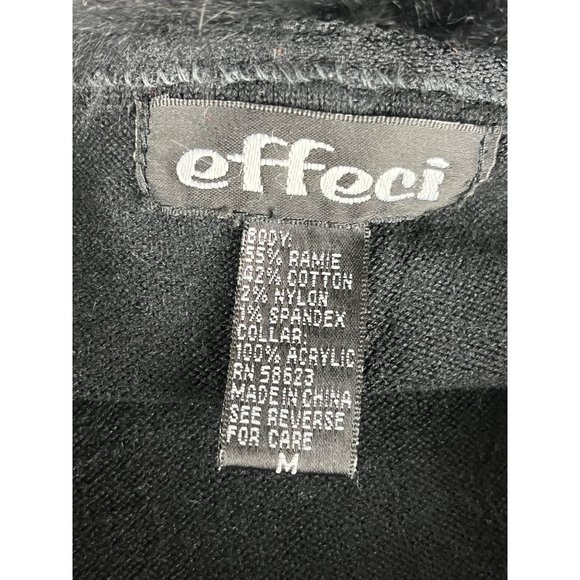 effeci
BODY:
55% RAMIE
42% COTTON
2% NYLON
1% SPANDEX
COLLAR:
100% ACRYLIC
RN 58623
MADE IN CHINA
SEE REVERSE
FOR CARE
M